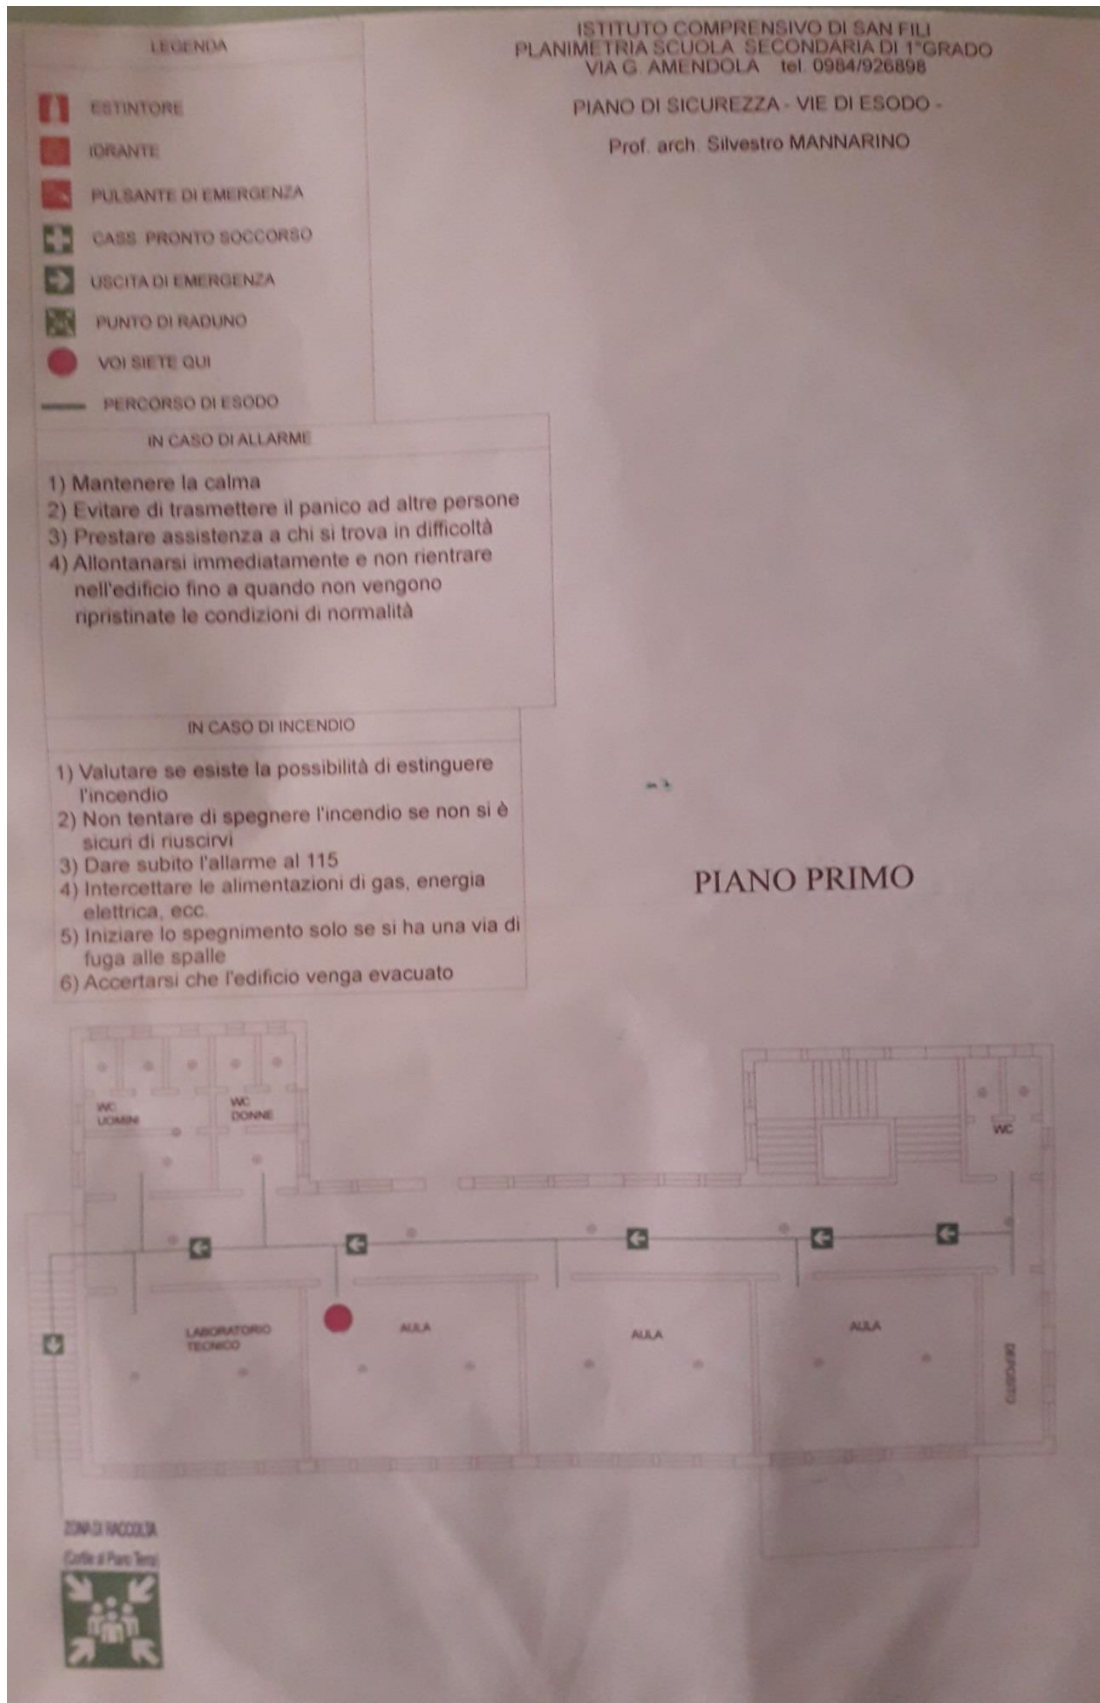 ISTITUTO COMPRENSIVO DI SAN FILI
PLANIMETRIA SCUOLA SECONDARIA DI 1°GRADO
VIA G. AMENDOLA tel. 0984/926898
PIANO DI SICUREZZA - VIE DI ESODO -
Prof. arch. Silvestro MANNARINO
LEGENDA
ESTINTORE
IDRANTE
PULSANTE DI EMERGENZA
CASS. PRONTO SOCCORSO
USCITA DI EMERGENZA
PUNTO DI RADUNO
VOI SIETE QUI
PERCORSO DI ESODO
IN CASO DI ALLARME
1) Mantenere la calma
2) Evitare di trasmettere il panico ad altre persone
3) Prestare assistenza a chi si trova in difficoltà
4) Allontanarsi immediatamente e non rientrare
nell'edificio fino a quando non vengono
ripristinate le condizioni di normalità
IN CASO DI INCENDIO
1) Valutare se esiste la possibilità di estinguere
l'incendio
2) Non tentare di spegnere l'incendio se non si è
sicuri di riuscirvi
3) Dare subito l'allarme al 115
4) Intercettare le alimentazioni di gas, energia
elettrica, ecc.
5) Iniziare lo spegnimento solo se si ha una via di
fuga alle spalle
6) Accertarsi che l'edificio venga evacuato
PIANO PRIMO
WC
UOMINI
WC
DONNE
WC
LABORATORIO
TECNICO
AULA
AULA
AULA
DEPOSITO
ZONA DI RACCOLTA
(Cortile di Piano Terra)